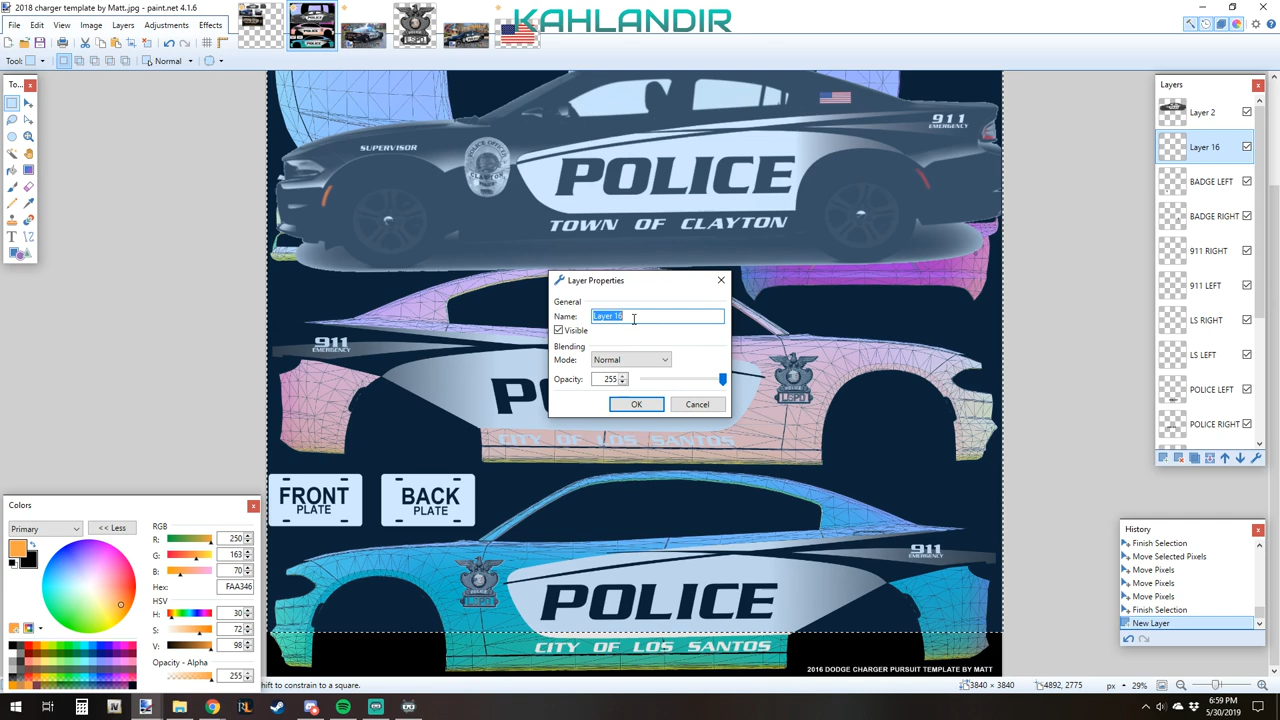 2018 charger template by Matt.jpg - paint.net 4.1.6
KAHLANDIR
File Edit View Image Layers Adjustments Effects
Tool: Normal
To...
Layers
Layer 2
Layer 16
BADGE LEFT
BADGE RIGHT
911 RIGHT
911 LEFT
LS RIGHT
LS LEFT
POLICE LEFT
POLICE RIGHT
911
EMERGENCY
SUPERVISOR
CLAYTON
POLICE
TOWN OF CLAYTON
Layer Properties
General
Name: Layer 16
Visible
Blending
Mode: Normal
Opacity: 255
OK Cancel
911
EMERGENCY
PO
LSPD
CITY OF LOS SANTOS
FRONT
PLATE
BACK
PLATE
911
EMERGENCY
LSPD
POLICE
CITY OF LOS SANTOS
2016 DODGE CHARGER PURSUIT TEMPLATE BY MATT
Colors
Primary << Less
RGB
R: 250
G: 163
B: 70
Hex: FAA346
HSV
H: 30
S: 72
V: 98
Opacity - Alpha
255
History
Finish Selection
Move Selected Pixels
Move Pixels
Move Pixels
Move Pixels
Finish Selection
New Layer
hift to constrain to a square.
3840 × 3840
4892, 2775
px
29%
6:59 PM
5/30/2019